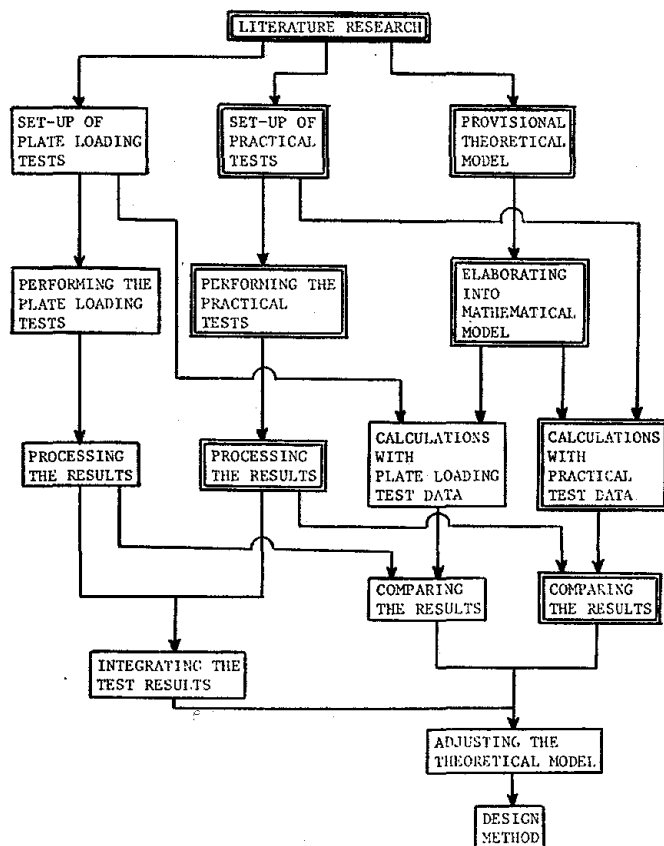 LITERATURE RESEARCH
SET-UP OF
PLATE LOADING
TESTS
SET-UP OF
PRACTICAL
TESTS
PROVISIONAL
THEORETICAL
MODEL
PERFORMING THE
PLATE LOADING
TESTS
PERFORMING THE
PRACTICAL
TESTS
ELABORATING
INTO
MATHEMATICAL
MODEL
PROCESSING
THE RESULTS
PROCESSING
THE RESULTS
CALCULATIONS
WITH
PLATE LOADING
TEST DATA
CALCULATIONS
WITH
PRACTICAL
TEST DATA
COMPARING
THE RESULTS
COMPARING
THE RESULTS
INTEGRATING THE
TEST RESULTS
ADJUSTING THE
THEORETICAL MODEL
DESIGN
METHOD